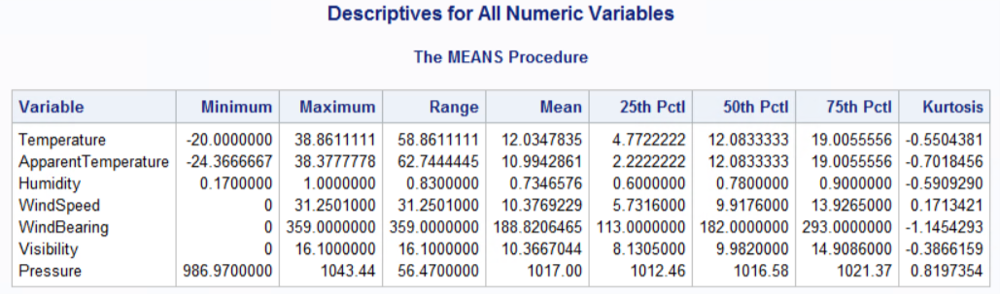 Descriptives for All Numeric Variables
The MEANS Procedure
Variable Minimum Maximum Range Mean 25th Pctl 50th Pctl 75th Pctl Kurtosis
Temperature -20.0000000 38.8611111 58.8611111 12.0347835 4.7722222 12.0833333 19.0055556 -0.5504381
ApparentTemperature -24.3666667 38.3777778 62.7444445 10.9942861 2.2222222 12.0833333 19.0055556 -0.7018456
Humidity 0.1700000 1.0000000 0.8300000 0.7346576 0.6000000 0.7800000 0.9000000 -0.5909290
WindSpeed 0 31.2501000 31.2501000 10.3769229 5.7316000 9.9176000 13.9265000 0.1713421
WindBearing 0 359.0000000 359.0000000 188.8206465 113.0000000 182.0000000 293.0000000 -1.1454293
Visibility 0 16.1000000 16.1000000 10.3667044 8.1305000 9.9820000 14.9086000 -0.3866159
Pressure 986.9700000 1043.44 56.4700000 1017.00 1012.46 1016.58 1021.37 0.8197354